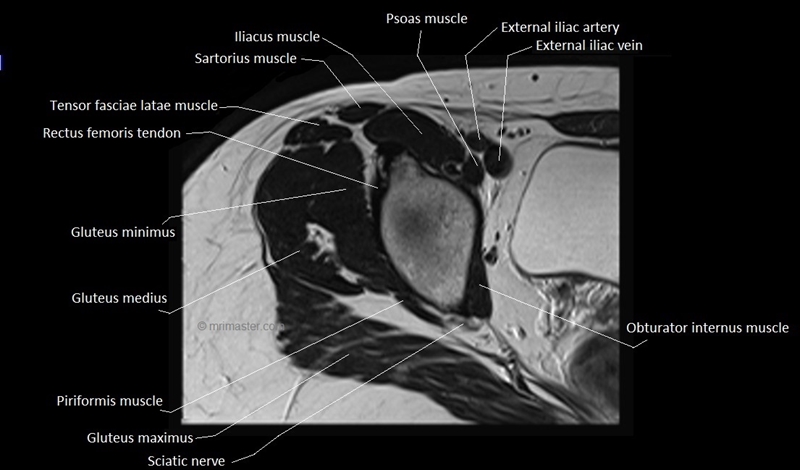 Psoas muscle
External iliac artery
Iliacus muscle
External iliac vein
Sartorius muscle
Tensor fasciae latae muscle
Rectus femoris tendon
Gluteus minimus
Gluteus medius
© mrimaster.com
Obturator internus muscle
Piriformis muscle
Gluteus maximus
Sciatic nerve